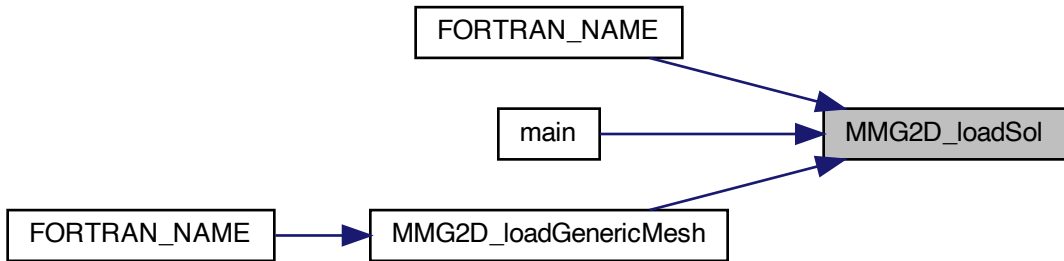 FORTRAN_NAME
main
MMG2D_loadSol
FORTRAN_NAME
MMG2D_loadGenericMesh